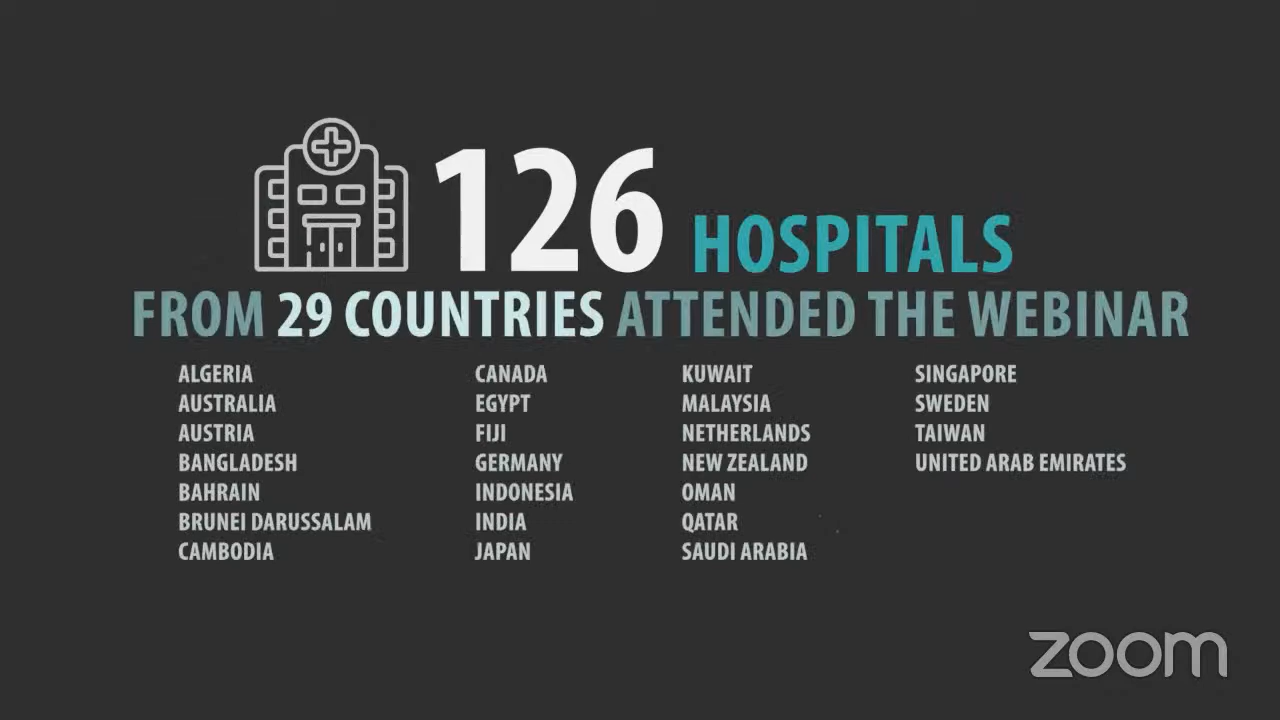 126 HOSPITALS
FROM 29 COUNTRIES ATTENDED THE WEBINAR
ALGERIA
AUSTRALIA
AUSTRIA
BANGLADESH
BAHRAIN
BRUNEI DARUSSALAM
CAMBODIA
CANADA
EGYPT
FIJI
GERMANY
INDONESIA
INDIA
JAPAN
KUWAIT
MALAYSIA
NETHERLANDS
NEW ZEALAND
OMAN
QATAR
SAUDI ARABIA
SINGAPORE
SWEDEN
TAIWAN
UNITED ARAB EMIRATES
zoom